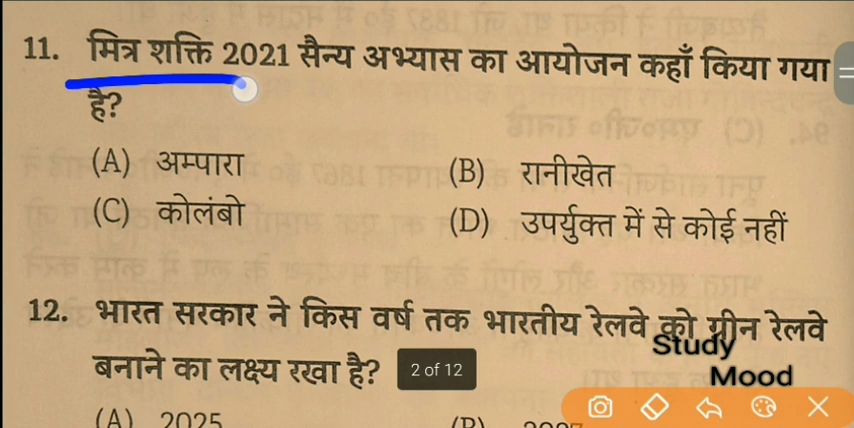 11. मित्र शक्ति 2021 सैन्य अभ्यास का आयोजन कहाँ किया गया
है?
(A) अम्पारा (B) रानीखेत
(C) कोलंबो (D) उपर्युक्त में से कोई नहीं
12. भारत सरकार ने किस वर्ष तक भारतीय रेलवे को ग्रीन रेलवे
बनाने का लक्ष्य रखा है?
2 of 12
Study
Mood
(A) 2025